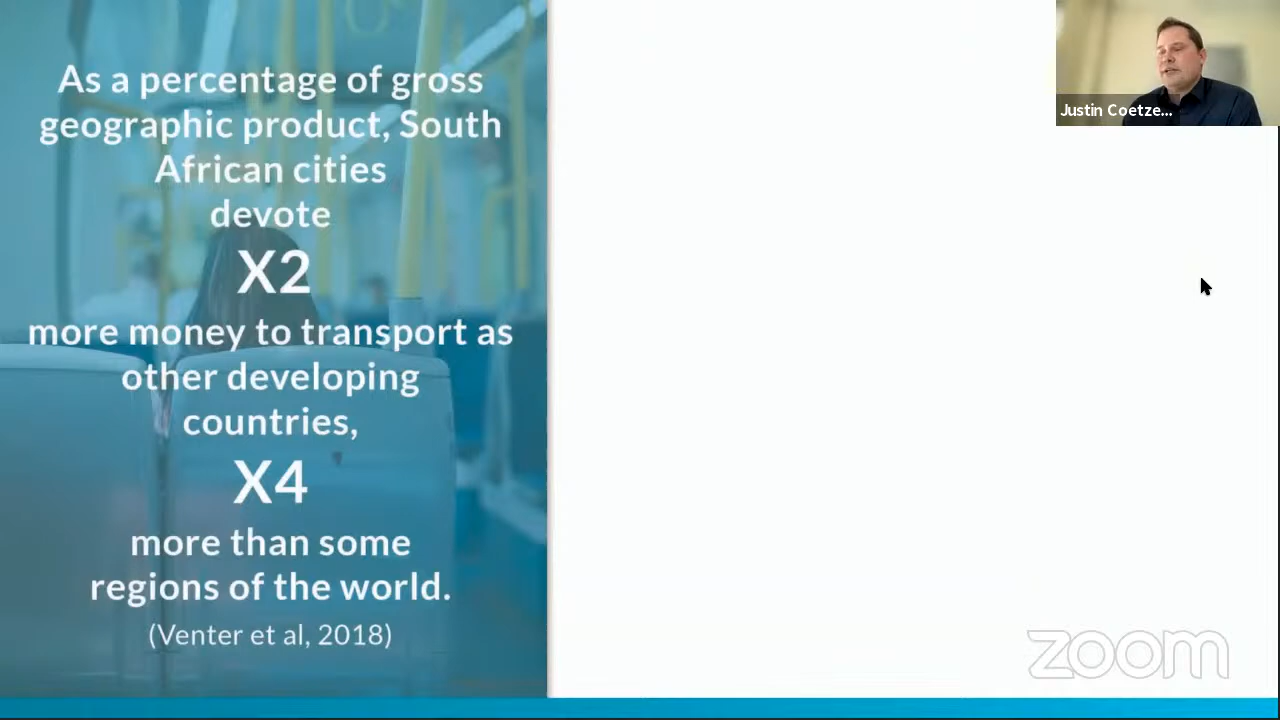 As a percentage of gross
geographic product, South
African cities
devote
X2
more money to transport as
other developing
countries,
X4
more than some
regions of the world.
(Venter et al, 2018)
Justin Coetze...
zoom